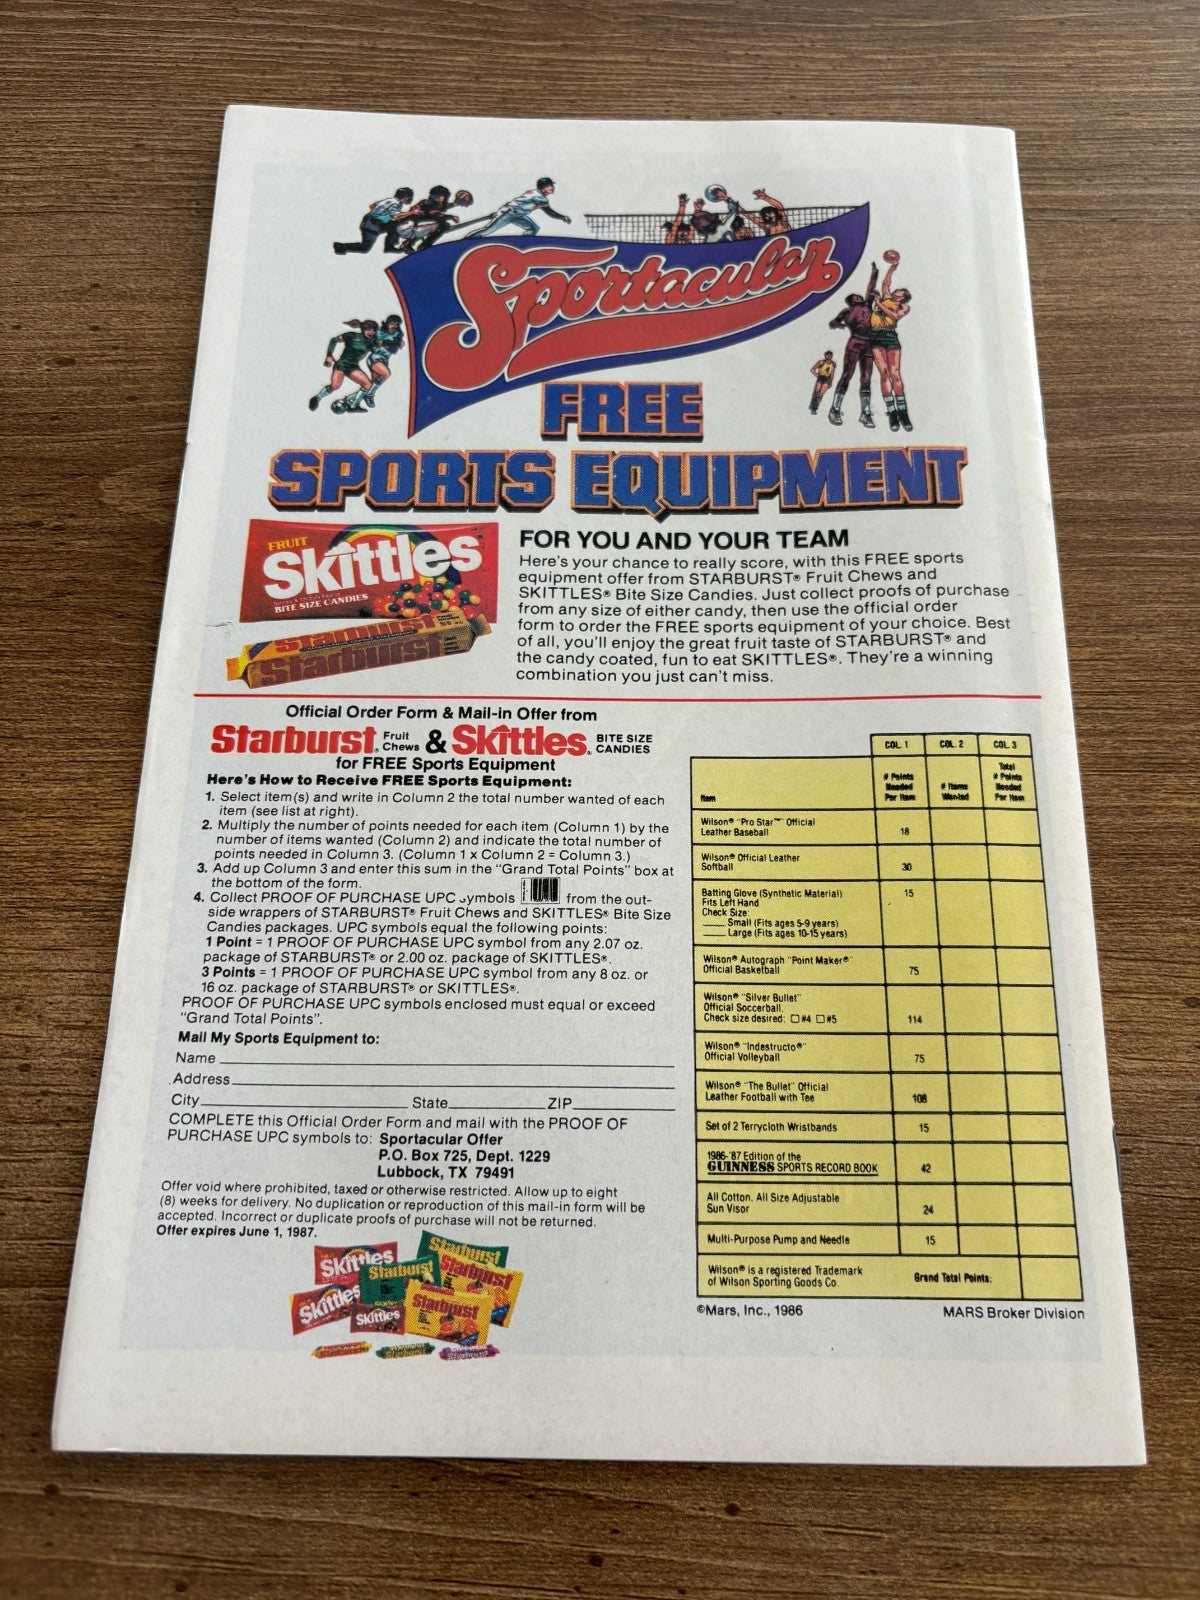 Sportacular
FREE
SPORTS EQUIPMENT
FRUIT
Skittles
BITE SIZE CANDIES
Starburst
Starburst
FOR YOU AND YOUR TEAM
Here's your chance to really score, with this FREE sports
equipment offer from STARBURST® Fruit Chews and
SKITTLES® Bite Size Candies. Just collect proofs of purchase
from any size of either candy, then use the official order
form to order the FREE sports equipment of your choice. Best
of all, you'll enjoy the great fruit taste of STARBURST® and
the candy coated, fun to eat SKITTLES®. They're a winning
combination you just can't miss.
Official Order Form & Mail-in Offer from
Starburst® Fruit Chews & Skittles® BITE SIZE CANDIES
for FREE Sports Equipment
Here's How to Receive FREE Sports Equipment:
1. Select item(s) and write in Column 2 the total number wanted of each
item (see list at right).
2. Multiply the number of points needed for each item (Column 1) by the
number of items wanted (Column 2) and indicate the total number of
points needed in Column 3. (Column 1 x Column 2 = Column 3.)
3. Add up Column 3 and enter this sum in the "Grand Total Points" box at
the bottom of the form.
4. Collect PROOF OF PURCHASE UPC symbols from the out-
side wrappers of STARBURST® Fruit Chews and SKITTLES® Bite Size
Candies packages. UPC symbols equal the following points:
1 Point = 1 PROOF OF PURCHASE UPC symbol from any 2.07 oz.
package of STARBURST® or 2.00 oz. package of SKITTLES®.
3 Points = 1 PROOF OF PURCHASE UPC symbol from any 8 oz. or
16 oz. package of STARBURST® or SKITTLES®.
PROOF OF PURCHASE UPC symbols enclosed must equal or exceed
"Grand Total Points".
Mail My Sports Equipment to:
Name
Address
City State ZIP
COMPLETE this Official Order Form and mail with the PROOF OF
PURCHASE UPC symbols to: Sportacular Offer
P.O. Box 725, Dept. 1229
Lubbock, TX 79491
Offer void where prohibited, taxed or otherwise restricted. Allow up to eight
(8) weeks for delivery. No duplication or reproduction of this mail-in form will be
accepted. Incorrect or duplicate proofs of purchase will not be returned.
Offer expires June 1, 1987.
Skittles
Starburst
Starburst
Starburst
Skittles
Skittles
Starburst
COL. 1 COL. 2 COL. 3
Item # Points Needed Per Item # Items Wanted Total # Points Needed Per Item
Wilson® "Pro Star™" Official
Leather Baseball 18
Wilson® Official Leather
Softball 30
Batting Glove (Synthetic Material) 15
Fits Left Hand
Check Size:
Small (Fits ages 5-9 years)
Large (Fits ages 10-15 years)
Wilson® Autograph "Point Maker®"
Official Basketball 75
Wilson® "Silver Bullet"
Official Soccerball.
Check size desired: #4 #5 114
Wilson® "Indestructo®"
Official Volleyball 75
Wilson® "The Bullet" Official
Leather Football with Tee 108
Set of 2 Terrycloth Wristbands 15
1986-'87 Edition of the
GUINNESS SPORTS RECORD BOOK 42
All Cotton, All Size Adjustable
Sun Visor 24
Multi-Purpose Pump and Needle 15
Wilson® is a registered Trademark
of Wilson Sporting Goods Co. Grand Total Points:
©Mars, Inc., 1986 MARS Broker Division